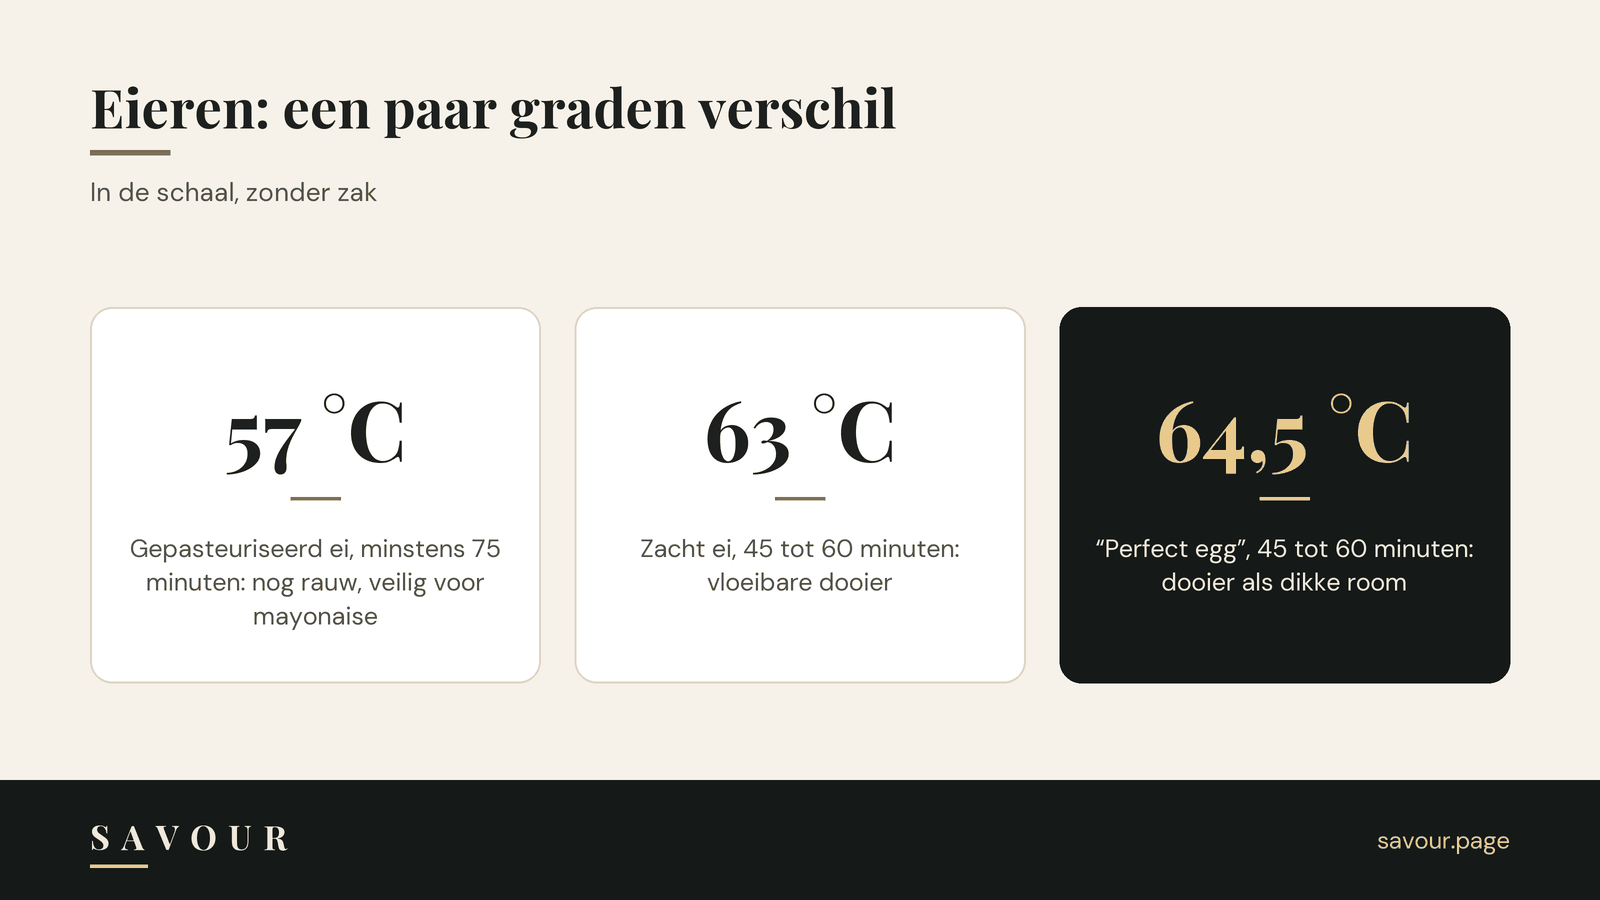 Eieren: een paar graden verschil
In de schaal, zonder zak
57 °C
Gepasteuriseerd ei, minstens 75
minuten: nog rauw, veilig voor
mayonaise
63 °C
Zacht ei, 45 tot 60 minuten:
vloeibare dooier
64,5 °C
“Perfect egg”, 45 tot 60 minuten:
dooier als dikke room
SAVOUR
savour.page